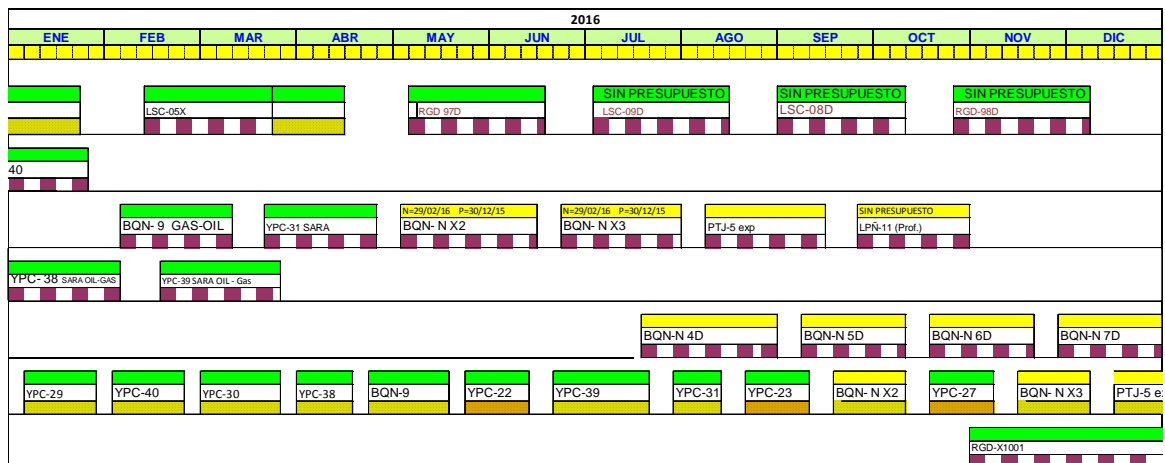 2016
ENE FEB MAR ABR MAY JUN JUL AGO SEP OCT NOV DIC
SIN PRESUPUESTO SIN PRESUPUESTO SIN PRESUPUESTO
LSC-05X RGD 97D LSC-09D LSC-08D RGD-98D
40
N=29/02/16 P=30/12/15 N=29/02/16 P=30/12/15 SIN PRESUPUESTO
BQN- 9 GAS-OIL YPC-31 SARA BQN- N X2 BQN- N X3 PTJ-5 exp LPÑ-11 (Prof.)
YPC- 38 SARA OIL-GAS YPC-39 SARA OIL - Gas
BQN-N 4D BQN-N 5D BQN-N 6D BQN-N 7D
YPC-29 YPC-40 YPC-30 YPC-38 BQN-9 YPC-22 YPC-39 YPC-31 YPC-23 BQN- N X2 YPC-27 BQN- N X3 PTJ-5 e
RGD-X1001